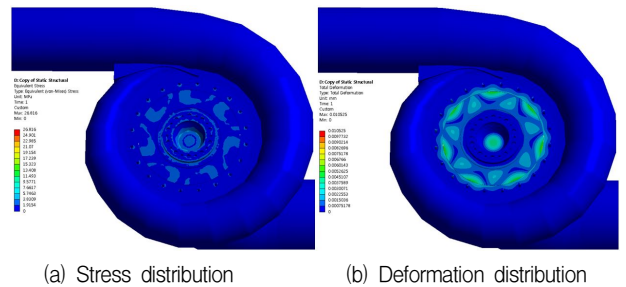 D: Copy of Static Structural
Equivalent Stress
Type: Equivalent (von-Mises) Stress
Unit: MPa
Time: 1
Custom
Max: 26.816
Min: 0
26.816
24.901
22.985
21.07
19.154
17.239
15.323
13.408
11.493
9.5771
7.6617
5.7463
3.8309
1.9154
0
(a) Stress distribution
D: Copy of Static Structural
Total Deformation
Type: Total Deformation
Unit: mm
Time: 1
Custom
Max: 0.010525
Min: 0
0.010525
0.0097732
0.0090214
0.0082696
0.0075178
0.006766
0.0060143
0.0052625
0.0045107
0.0037589
0.0030071
0.0022553
0.0015036
0.00075178
0
(b) Deformation distribution